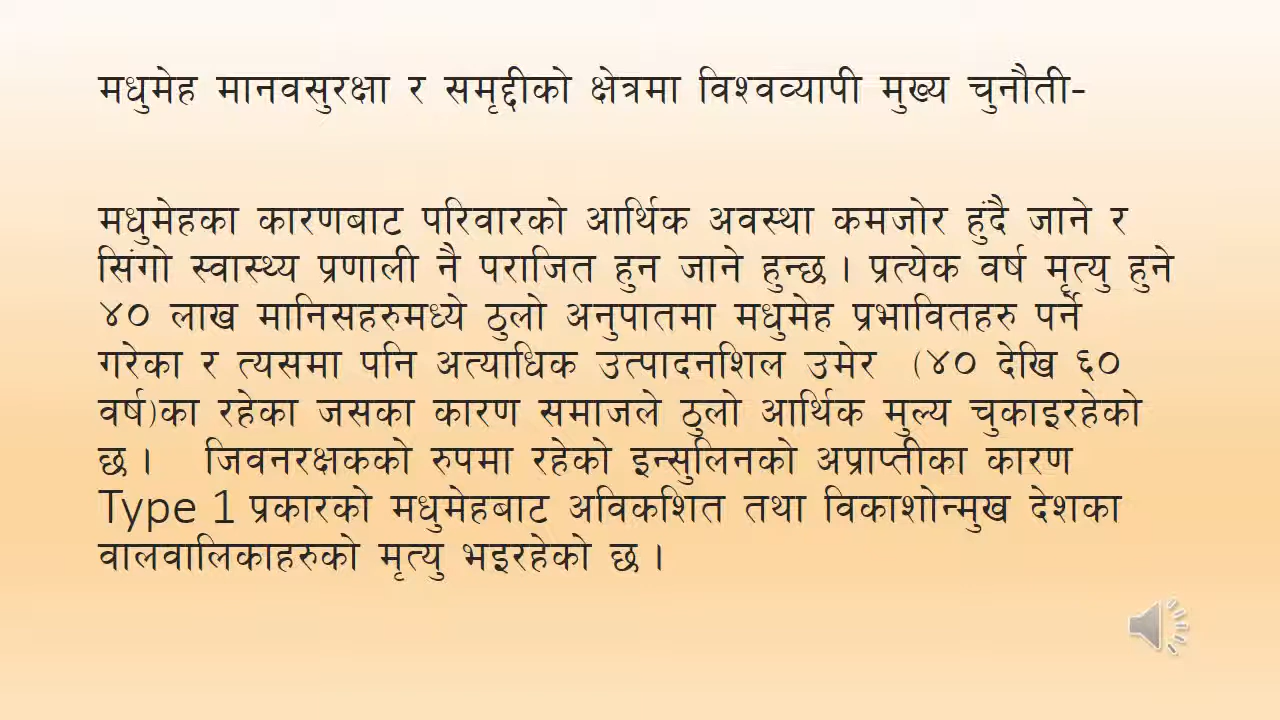 मधुमेह मानवसुरक्षा र समृद्दीको क्षेत्रमा विश्वव्यापी मुख्य चुनौती-
मधुमेहका कारणबाट परिवारको आर्थिक अवस्था कमजोर हुंदै जाने र
सिंगो स्वास्थ्य प्रणाली नै पराजित हुन जाने हुन्छ। प्रत्येक वर्ष मृत्यु हुने
४० लाख मानिसहरुमध्ये ठुलो अनुपातमा मधुमेह प्रभावितहरु पर्ने
गरेका र त्यसमा पनि अत्याधिक उत्पादनशिल उमेर (४० देखि ६०
वर्ष)का रहेका जसका कारण समाजले ठुलो आर्थिक मुल्य चुकाइरहेको
छ। जिवनरक्षकको रुपमा रहेको इन्सुलिनको अप्राप्तीका कारण
Type 1 प्रकारको मधुमेहबाट अविकशित तथा विकाशोन्मुख देशका
वालवालिकाहरुको मृत्यु भइरहेको छ।